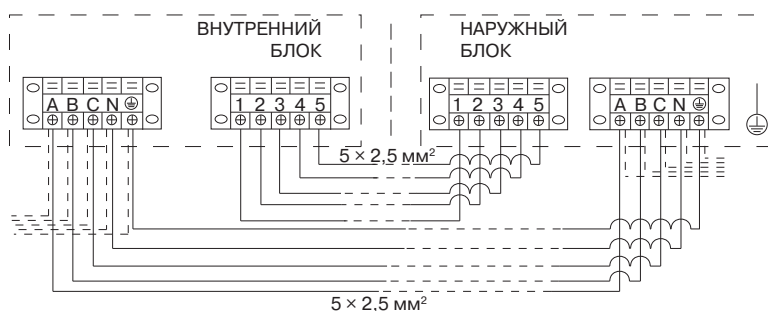 ВНУТРЕННИЙ
БЛОК
НАРУЖНЫЙ
БЛОК
A B C N
1 2 3 4 5
1 2 3 4 5
A B C N
5 × 2,5 мм²
5 × 2,5 мм²